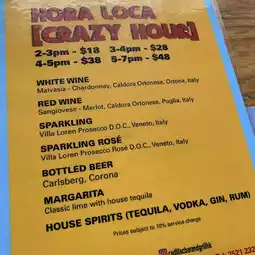 HORA LOCA
[CRAZY HOUR]
2-3pm - $18 3-4pm - $28
4-5pm - $38 5-7pm - $48
WHITE WINE
Malvasia - Chardonnay, Caldora Ortonese, Ortona, Italy
RED WINE
Sangiovese - Merlot, Caldora Ortonese, Puglia, Italy
SPARKLING
Villa Loren Prosecco D.O.C., Veneto, Italy
SPARKLING ROSÉ
Villa Loren Prosecco Rosé D.O.C., Veneto, Italy
BOTTLED BEER
Carlsberg, Corona
MARGARITA
Classic lime with house tequila
HOUSE SPIRITS (TEQUILA, VODKA, GIN, RUM)
Prices subject to 10% service charge
2521 232